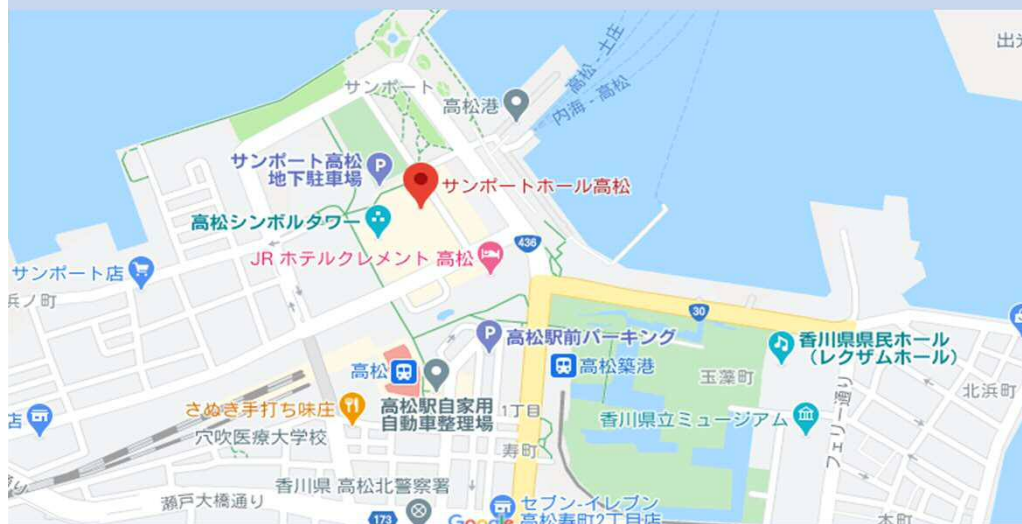 出光
サンポート
高松港
高松-土庄
内海-高松
サンポート高松
地下駐車場
サンポートホール高松
高松シンボルタワー
436
JR ホテルクレメント 高松
サンポート店
浜ノ町
30
高松駅前パーキング
香川県県民ホール
(レクザムホール)
高松
高松築港
玉藻町
北浜町
さぬき手打ち味庄
高松駅自家用
自動車整理場
1丁目
香川県立ミュージアム
店
穴吹医療大学校
寿町
フェリー通り
瀬戸大橋通り
香川県 高松北警察署
セブン-イレブン
高松寿町2丁目店
173
Google
本町